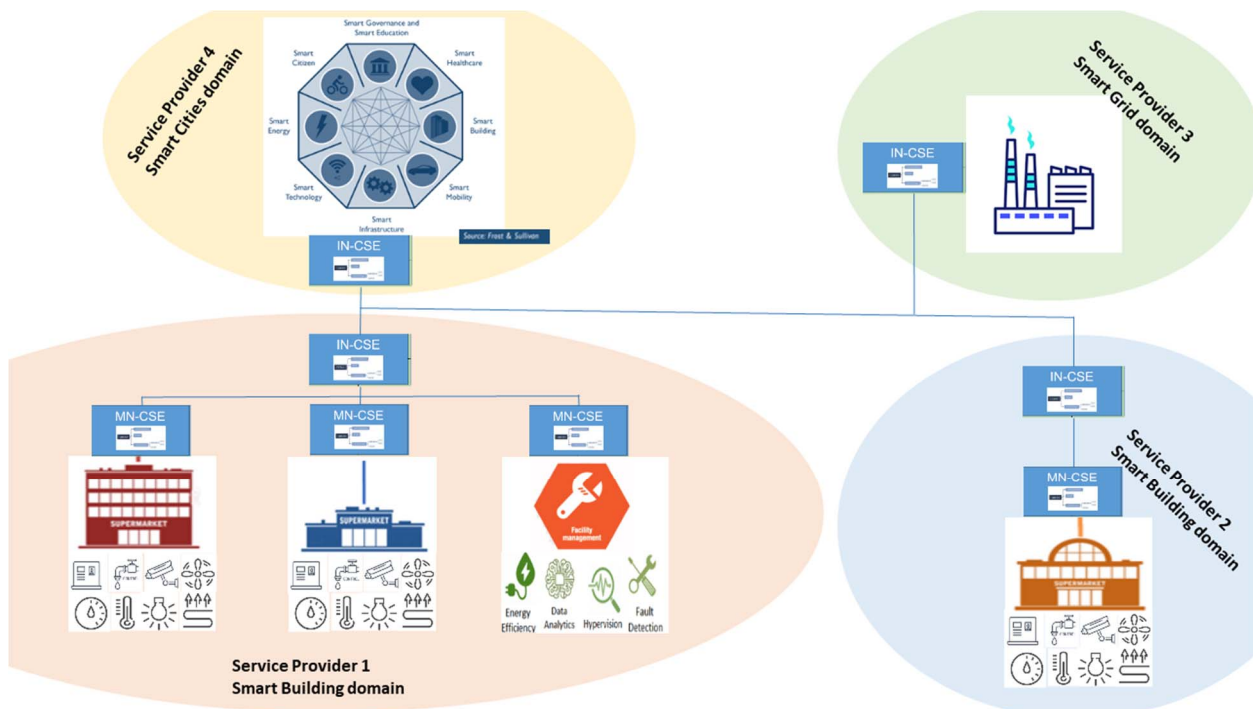 Service Provider 4
Smart Cities domain
Smart Governance and
Smart Education
Smart
Citizen
Smart
Healthcare
Smart
Energy
Smart
Building
Smart
Technology
Smart
Mobility
Smart
Infrastructure
Source: Frost & Sullivan
IN-CSE
Service Provider 3
Smart Grid domain
IN-CSE
IN-CSE
MN-CSE
MN-CSE
MN-CSE
SUPERMARKET
SUPERMARKET
Facility
management
Energy
Efficiency
Data
Analytics
Hypervision
Fault
Detection
Service Provider 1
Smart Building domain
IN-CSE
MN-CSE
Service Provider 2
Smart Building domain
SUPERMARKET